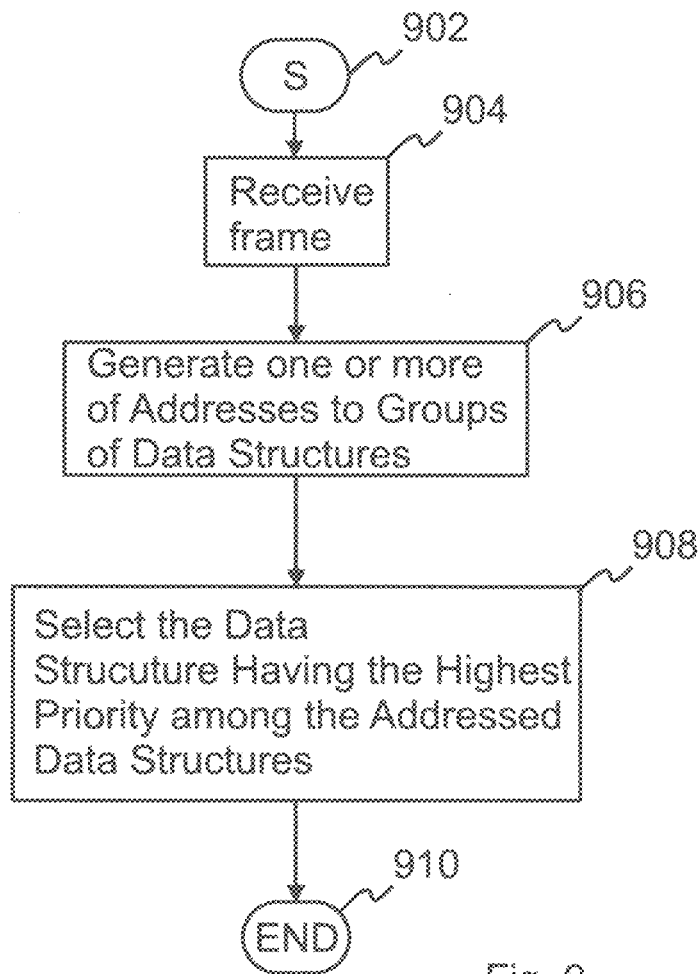 902
S
904
Receive
frame
906
Generate one or more
of Addresses to Groups
of Data Structures
908
Select the Data
Strucuture Having the Highest
Priority among the Addressed
Data Structures
910
END